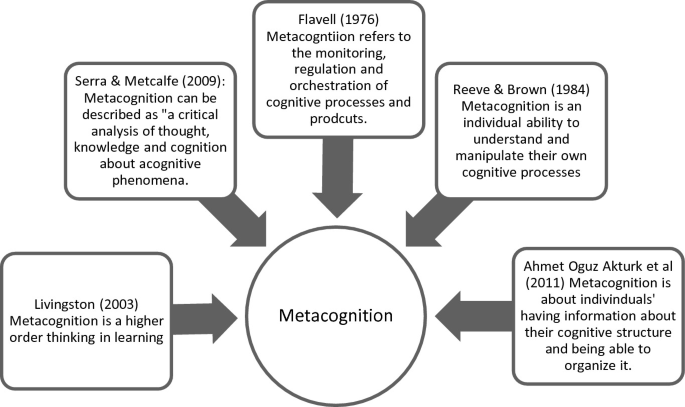 Flavell (1976)
Metacogntiion refers to
the monitoring,
regulation and
orchestration of
cognitive processes and
prodcuts.
Serra & Metcalfe (2009):
Metacognition can be
described as "a critical
analysis of thought,
knowledge and cognition
about acognitive
phenomena.
Reeve & Brown (1984)
Metacognition is an
individual ability to
understand and
manipulate their own
cognitive processes
Livingston (2003)
Metacognition is a higher
order thinking in learning
Metacognition
Ahmet Oguz Akturk et al
(2011) Metacognition is
about indivinduals'
having information about
their cognitive structure
and being able to
organize it.